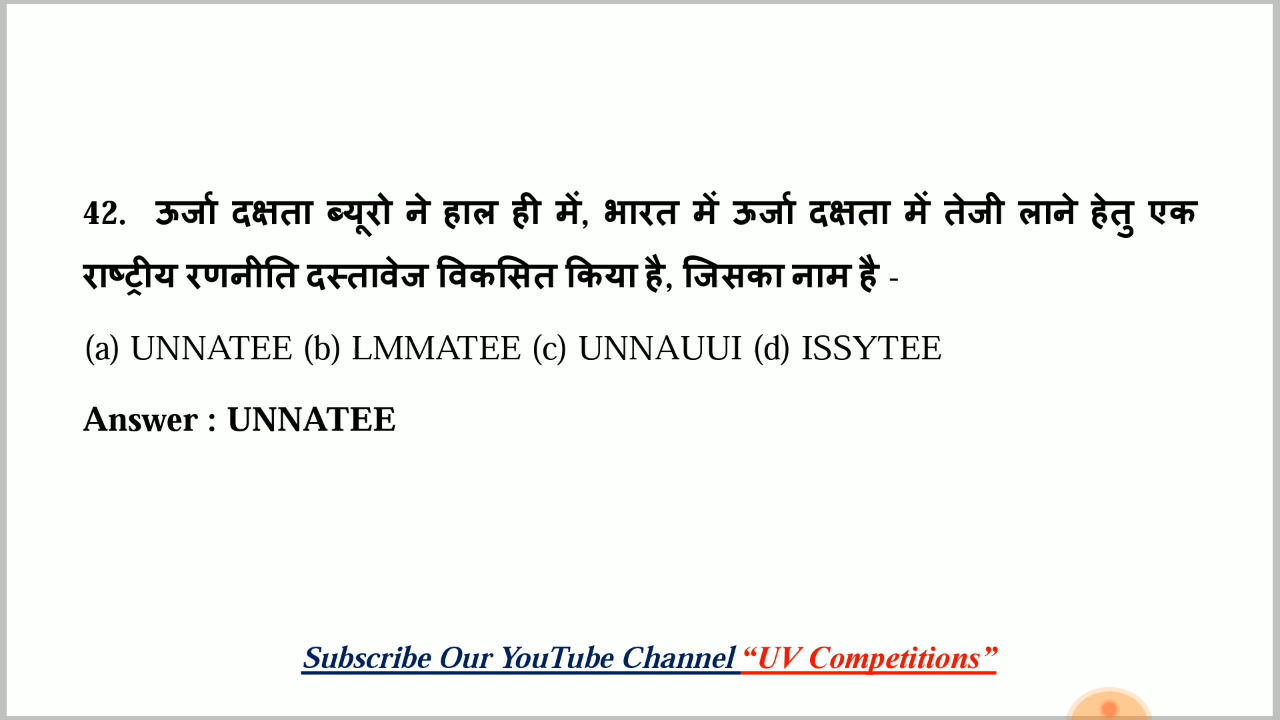 42. ऊर्जा दक्षता ब्यूरो ने हाल ही में, भारत में ऊर्जा दक्षता में तेजी लाने हेतु एक
राष्ट्रीय रणनीति दस्तावेज विकसित किया है, जिसका नाम है -
(a) UNNATEE (b) LMMATEE (c) UNNAUUI (d) ISSYTEE
Answer : UNNATEE
Subscribe Our YouTube Channel “UV Competitions”